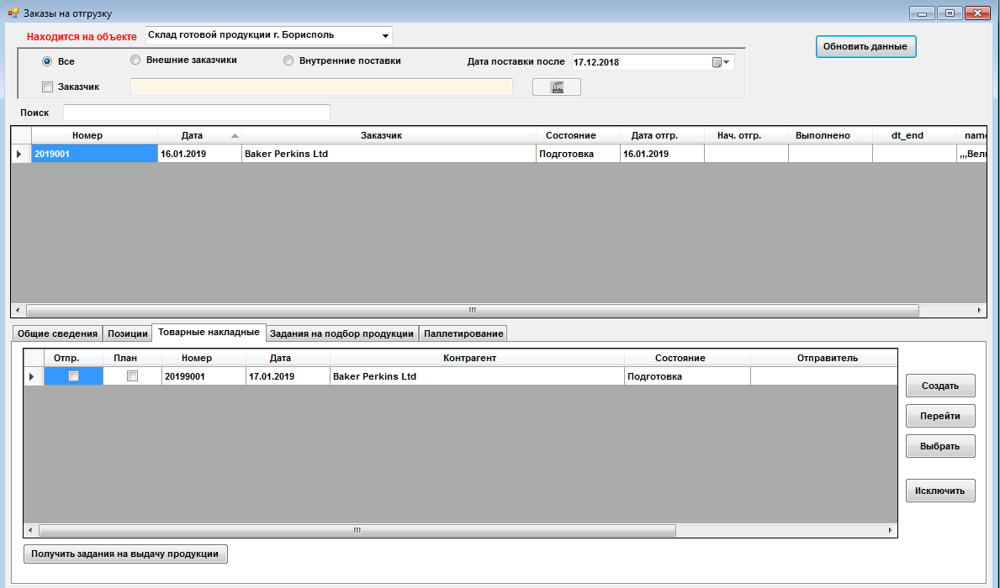 Заказы на отгрузку
Находится на объекте Склад готовой продукции г. Борисполь
Обновить данные
Все Внешние заказчики Внутренние поставки Дата поставки после 17.12.2018
Заказчик
Поиск
Номер Дата Заказчик Состояние Дата отгр. Нач. отгр. Выполнено dt_end name
2019001 16.01.2019 Baker Perkins Ltd Подготовка 16.01.2019 ,,,Вели
Общие сведения Позиции Товарные накладные Задания на подбор продукции Паллетирование
Отпр. План Номер Дата Контрагент Состояние Отправитель
20199001 17.01.2019 Baker Perkins Ltd Подготовка
Создать
Перейти
Выбрать
Исключить
Получить задания на выдачу продукции